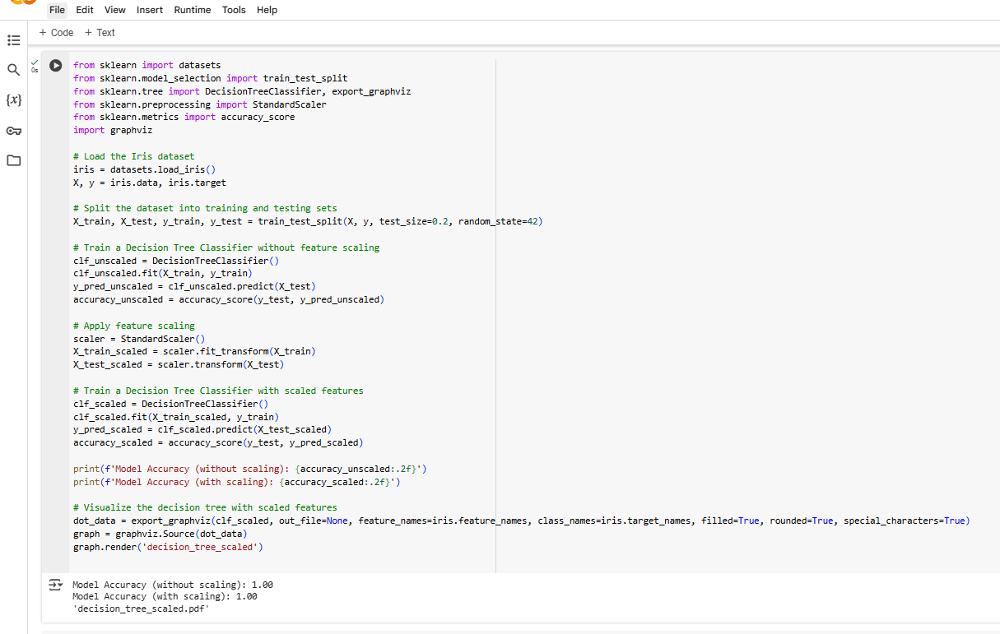 File Edit View Insert Runtime Tools Help
+ Code + Text
{x}
0s
from sklearn import datasets
from sklearn.model_selection import train_test_split
from sklearn.tree import DecisionTreeClassifier, export_graphviz
from sklearn.preprocessing import StandardScaler
from sklearn.metrics import accuracy_score
import graphviz
# Load the Iris dataset
iris = datasets.load_iris()
X, y = iris.data, iris.target
# Split the dataset into training and testing sets
X_train, X_test, y_train, y_test = train_test_split(X, y, test_size=0.2, random_state=42)
# Train a Decision Tree Classifier without feature scaling
clf_unscaled = DecisionTreeClassifier()
clf_unscaled.fit(X_train, y_train)
y_pred_unscaled = clf_unscaled.predict(X_test)
accuracy_unscaled = accuracy_score(y_test, y_pred_unscaled)
# Apply feature scaling
scaler = StandardScaler()
X_train_scaled = scaler.fit_transform(X_train)
X_test_scaled = scaler.transform(X_test)
# Train a Decision Tree Classifier with scaled features
clf_scaled = DecisionTreeClassifier()
clf_scaled.fit(X_train_scaled, y_train)
y_pred_scaled = clf_scaled.predict(X_test_scaled)
accuracy_scaled = accuracy_score(y_test, y_pred_scaled)
print(f'Model Accuracy (without scaling): {accuracy_unscaled:.2f}')
print(f'Model Accuracy (with scaling): {accuracy_scaled:.2f}')
# Visualize the decision tree with scaled features
dot_data = export_graphviz(clf_scaled, out_file=None, feature_names=iris.feature_names, class_names=iris.target_names, filled=True, rounded=True, special_characters=True)
graph = graphviz.Source(dot_data)
graph.render('decision_tree_scaled')
Model Accuracy (without scaling): 1.00
Model Accuracy (with scaling): 1.00
'decision_tree_scaled.pdf'